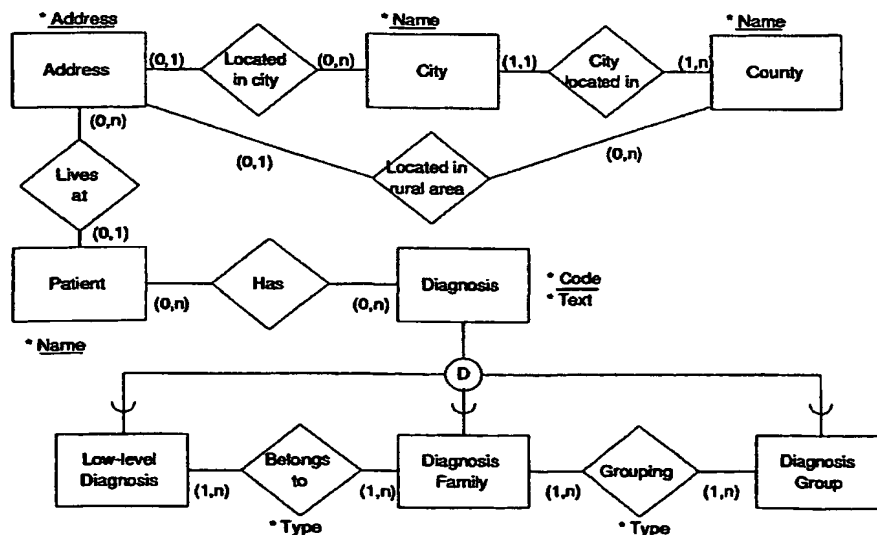 * Address
* Name
* Name
Address
(0,1)
Located
in city
(0,n)
City
(1,1)
City
located in
(1,n)
County
(0,n)
(0,1)
Located in
rural area
(0,n)
Lives
at
(0,1)
Patient
(0,n)
Has
(0,n)
Diagnosis
* Code
* Text
* Name
D
Low-level
Diagnosis
(1,n)
Belongs
to
(1,n)
Diagnosis
Family
(1,n)
Grouping
(1,n)
Diagnosis
Group
* Type
* Type